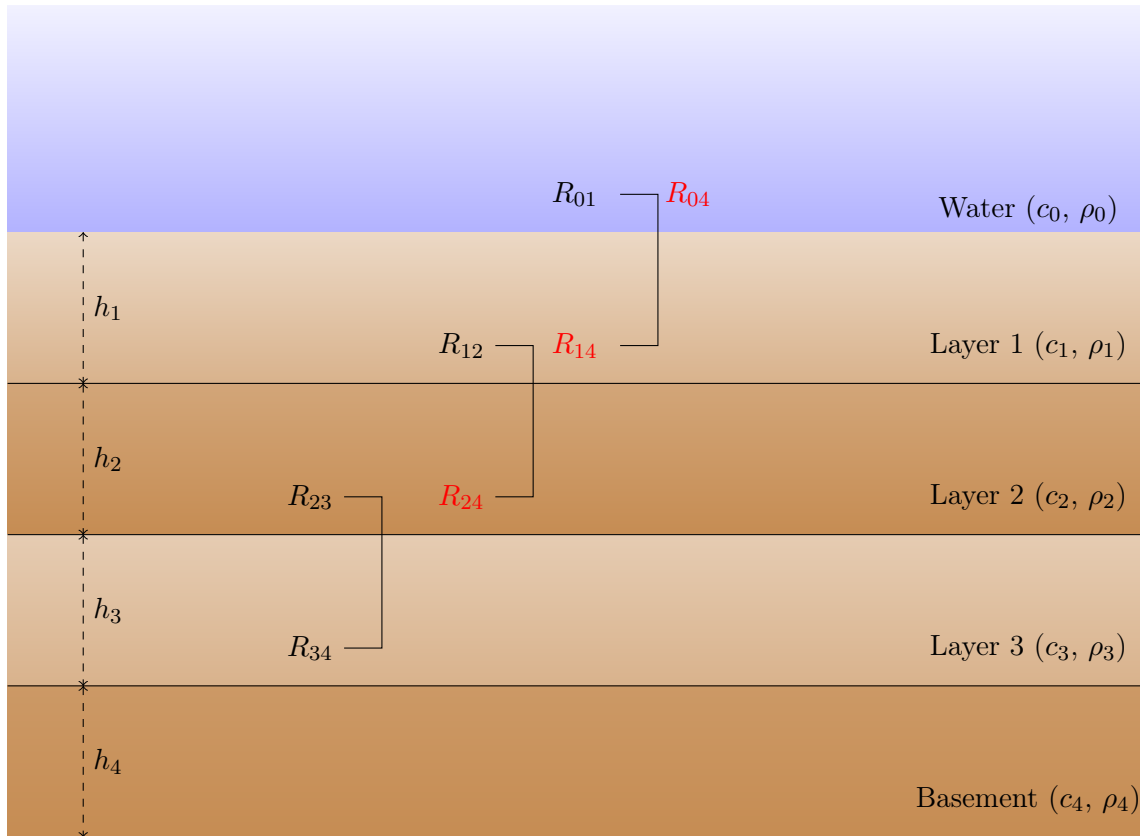 R₀₁ R₀₄
Water (c₀, ρ₀)
h₁
R₁₂ R₁₄
Layer 1 (c₁, ρ₁)
h₂
R₂₃ R₂₄
Layer 2 (c₂, ρ₂)
h₃
R₃₄
Layer 3 (c₃, ρ₃)
h₄
Basement (c₄, ρ₄)